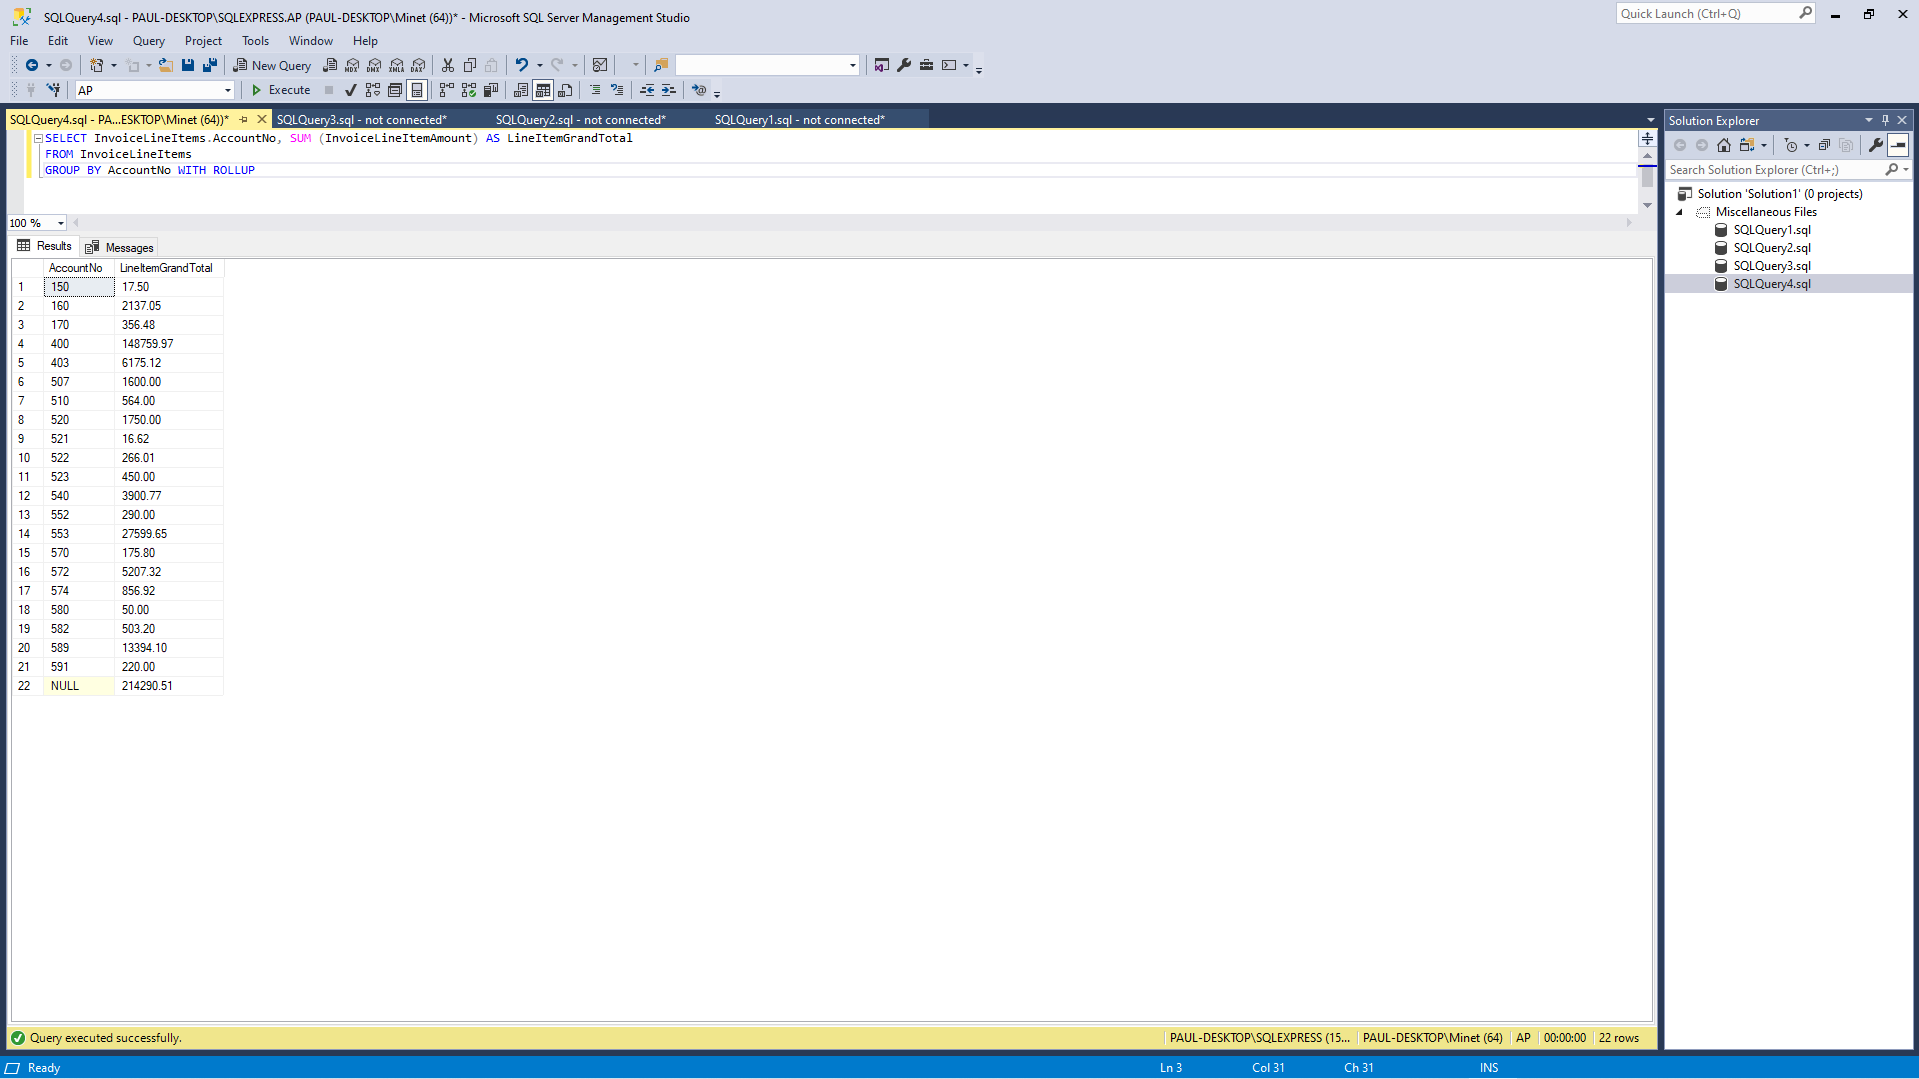 SQLQuery4.sql - PAUL-DESKTOP\SQLEXPRESS.AP (PAUL-DESKTOP\Minet (64))* - Microsoft SQL Server Management Studio
Quick Launch (Ctrl+Q)
File Edit View Query Project Tools Window Help
New Query MDX DMX XMLA DAX
AP Execute
SQLQuery4.sql - PA...ESKTOP\Minet (64))* SQLQuery3.sql - not connected* SQLQuery2.sql - not connected* SQLQuery1.sql - not connected*
SELECT InvoiceLineItems.AccountNo, SUM (InvoiceLineItemAmount) AS LineItemGrandTotal
FROM InvoiceLineItems
GROUP BY AccountNo WITH ROLLUP
100 %
Results Messages
AccountNo LineItemGrandTotal
1 150 17.50
2 160 2137.05
3 170 356.48
4 400 148759.97
5 403 6175.12
6 507 1600.00
7 510 564.00
8 520 1750.00
9 521 16.62
10 522 266.01
11 523 450.00
12 540 3900.77
13 552 290.00
14 553 27599.65
15 570 175.80
16 572 5207.32
17 574 856.92
18 580 50.00
19 582 503.20
20 589 13394.10
21 591 220.00
22 NULL 214290.51
Solution Explorer
Search Solution Explorer (Ctrl+;)
Solution 'Solution1' (0 projects)
Miscellaneous Files
SQLQuery1.sql
SQLQuery2.sql
SQLQuery3.sql
SQLQuery4.sql
Query executed successfully. PAUL-DESKTOP\SQLEXPRESS (15... PAUL-DESKTOP\Minet (64) AP 00:00:00 22 rows
Ready Ln 3 Col 31 Ch 31 INS